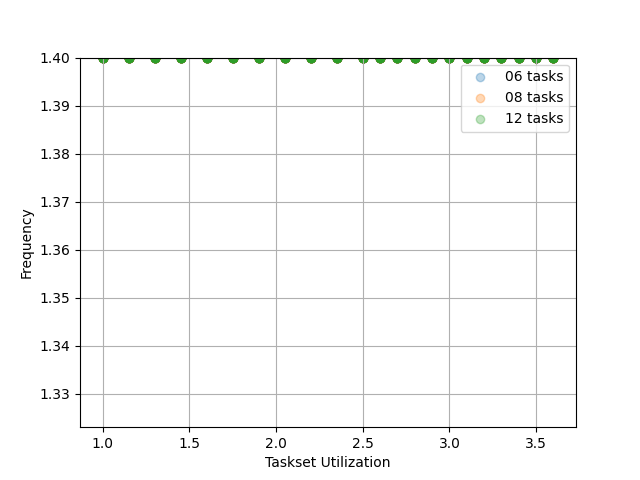 1.40
1.39
1.38
1.37
1.36
1.35
1.34
1.33
Frequency
06 tasks
08 tasks
12 tasks
1.0 1.5 2.0 2.5 3.0 3.5
Taskset Utilization